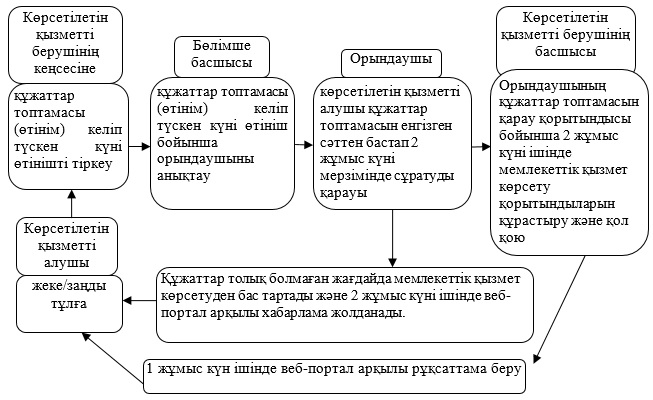 Көрсетілетін
қызметті
берушінің
кеңсесіне
құжаттар
топтамасы
(өтінім) келіп
түскен күні
өтінішті тіркеу
Бөлімше
басшысы
құжаттар топтамасы
(өтінім) келіп
түскен күні өтініш
бойынша
орындаушыны
анықтау
Орындаушы
көрсетілетін қызметті
алушы құжаттар
топтамасын енгізген
сәттен бастап 2
жұмыс күні
мерзімінде сұратуды
қарауы
Көрсетілетін
қызметті берушінің
басшысы
Орындаушының
құжаттар топтамасын
қарау қорытындысы
бойынша 2 жұмыс
күні ішінде
мемлекеттік қызмет
көрсету
қорытындыларын
құрастыру және қол
қою
Көрсетілетін
қызметті
алушы
жеке/заңды
тұлға
Құжаттар толық болмаған жағдайда мемлекеттік қызмет
көрсетуден бас тартады және 2 жұмыс күні ішінде веб-
портал арқылы хабарлама жолданады.
1 жұмыс күн ішінде веб-портал арқылы рұқсаттама беру